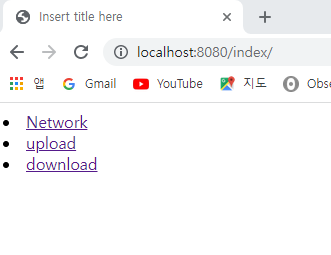 Insert title here
localhost:8080/index/
앱 Gmail YouTube 지도 Obse
Network
upload
download